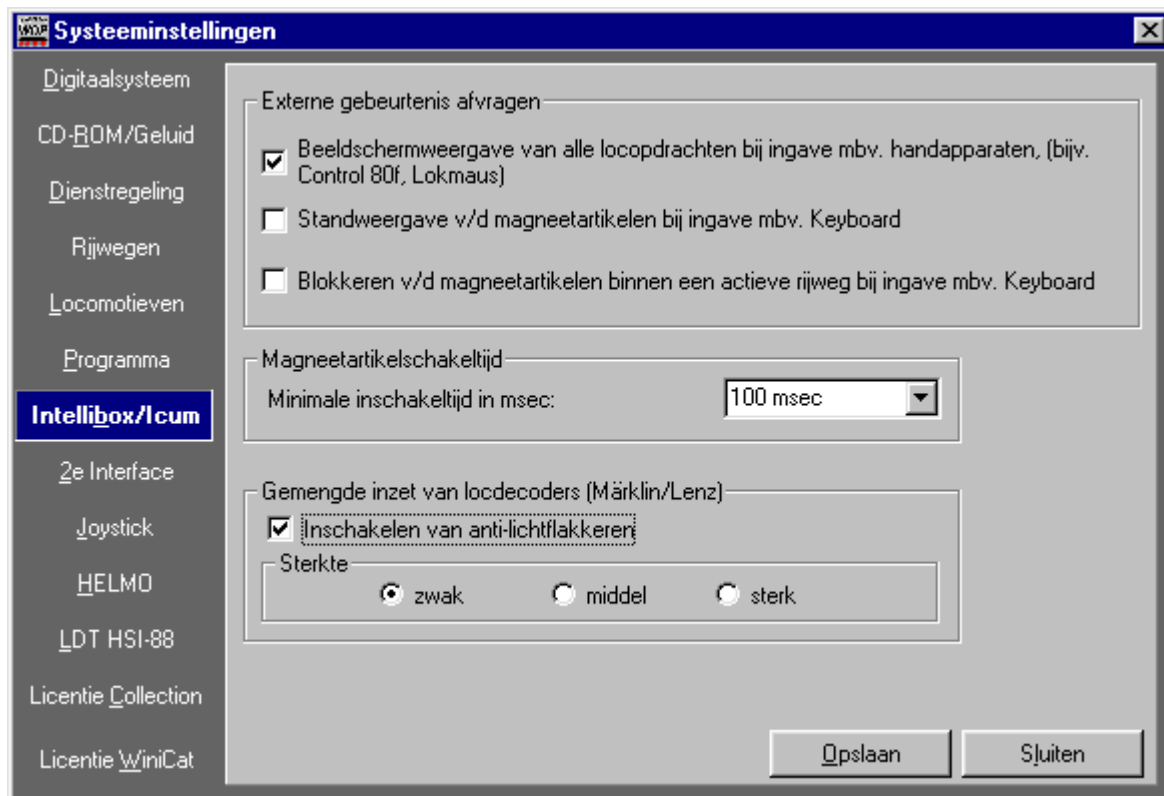 Systeeminstellingen
Digitaalsysteem
CD-ROM/Geluid
Dienstregeling
Rijwegen
Locomotieven
Programma
Intellibox/Icum
2e Interface
Joystick
HELMO
LDT HSI-88
Licentie Collection
Licentie WiniCat
Externe gebeurtenis afvragen
Beeldschermweergave van alle locopdrachten bij ingave mbv. handapparaten, (bijv.
Control 80f, Lokmaus)
Standweergave v/d magneetartikelen bij ingave mbv. Keyboard
Blokkeren v/d magneetartikelen binnen een actieve rijweg bij ingave mbv. Keyboard
Magneetartikelschakeltijd
Minimale inschakeltijd in msec:
100 msec
Gemengde inzet van locdecoders (Märklin/Lenz)
Inschakelen van anti-lichtflakkeren
Sterkte
zwak middel sterk
Opslaan Sluiten